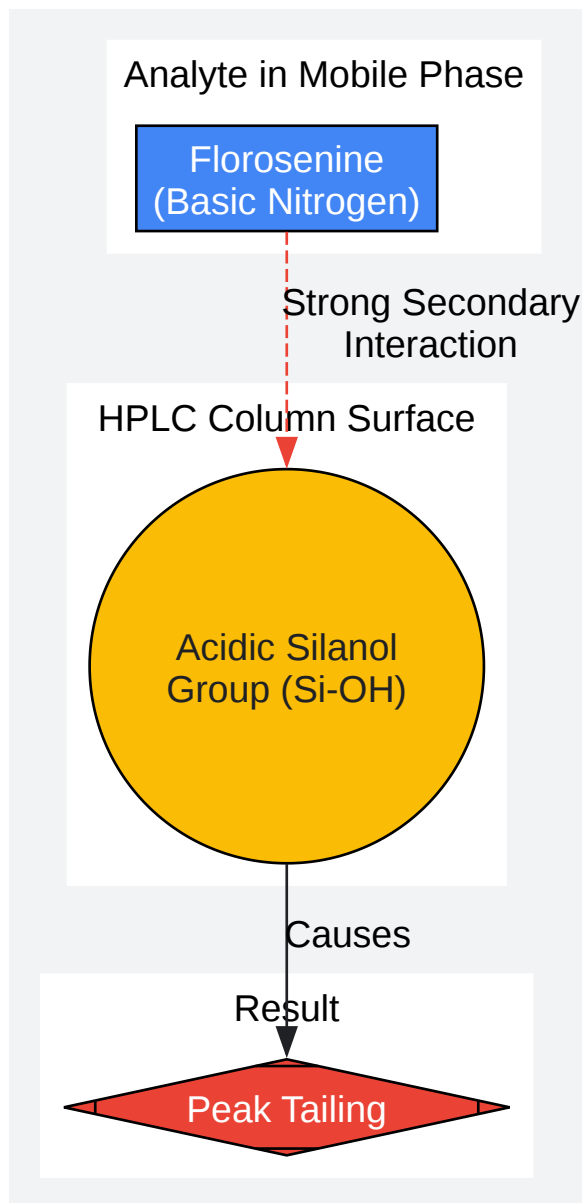 Analyte in Mobile Phase
Florosenine
(Basic Nitrogen)
Strong Secondary
Interaction
HPLC Column Surface
Acidic Silanol
Group (Si-OH)
Causes
Result
Peak Tailing